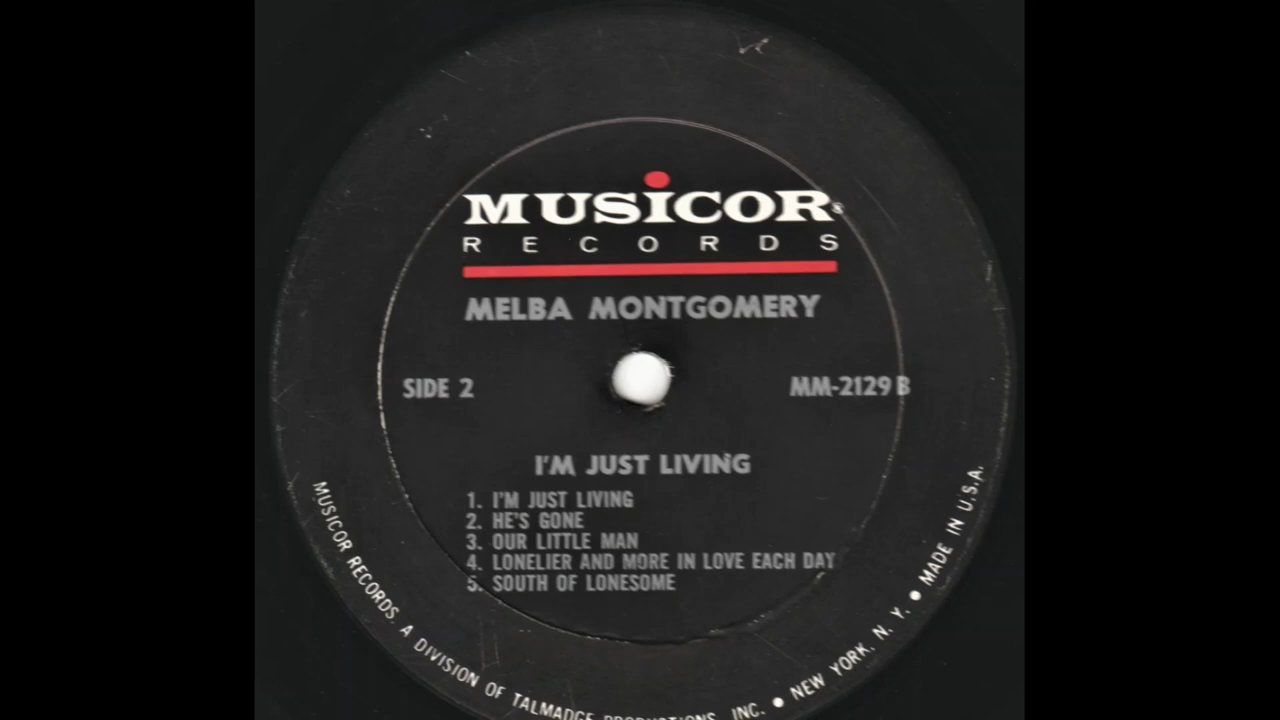 MUSICOR®
RECORDS
MELBA MONTGOMERY
SIDE 2
MM-2129 B
I'M JUST LIVING
1. I'M JUST LIVING
2. HE'S GONE
3. OUR LITTLE MAN
4. LONELIER AND MORE IN LOVE EACH DAY
5. SOUTH OF LONESOME
MUSICOR RECORDS, A DIVISION OF TALMADGE PRODUCTIONS, INC. • NEW YORK, N. Y. • MADE IN U.S.A.